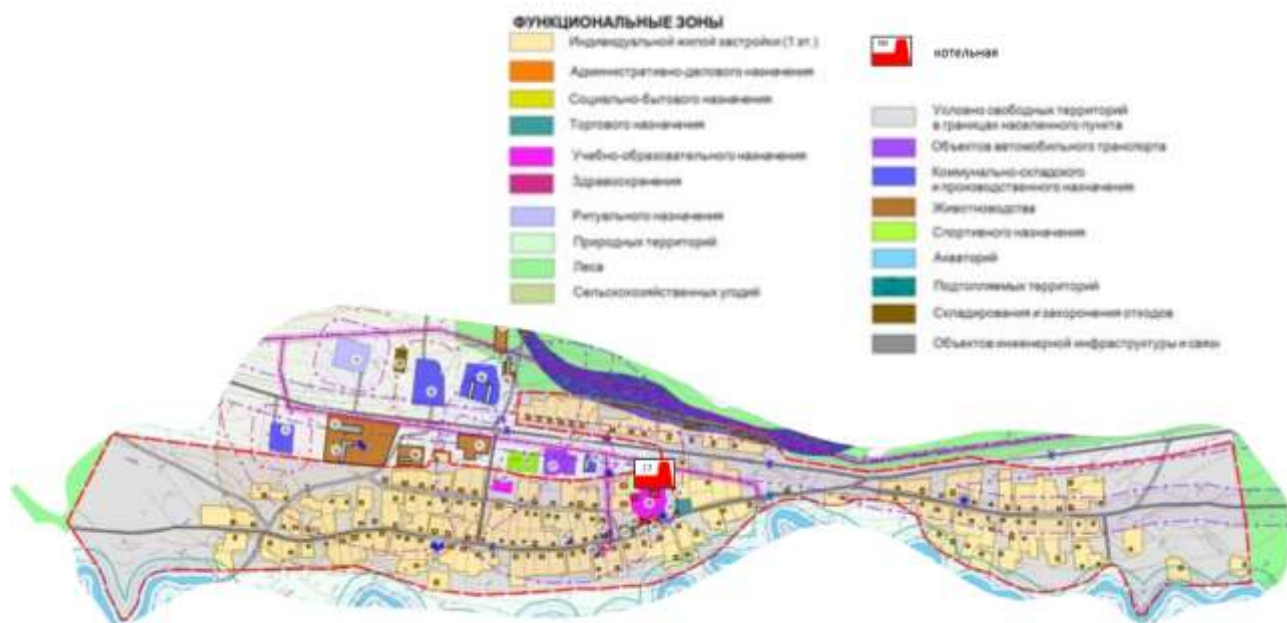 ФУНКЦИОНАЛЬНЫЕ ЗОНЫ
Индивидуальной жилой застройки (1 эт.)
Административно-делового назначения
Социально-бытового назначения
Торгового назначения
Учебно-образовательного назначения
Здравоохранения
Ритуального назначения
Природных территорий
Леса
Сельскохозяйственных угодий
котельная
Условно свободных территорий
в границах населенного пункта
Объектов автомобильного транспорта
Коммунально-складского
и производственного назначения
Животноводства
Спортивного назначения
Акваторий
Подтопляемых территорий
Складирования и захоронения отходов
Объектов инженерной инфраструктуры и связи
17